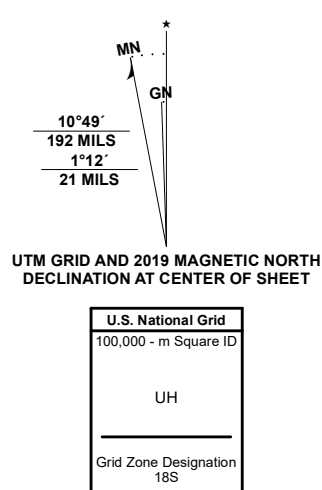 ★
MN
GN
10°49´
192 MILS
1°12´
21 MILS
UTM GRID AND 2019 MAGNETIC NORTH
DECLINATION AT CENTER OF SHEET
U.S. National Grid
100,000 - m Square ID
UH
Grid Zone Designation
18S